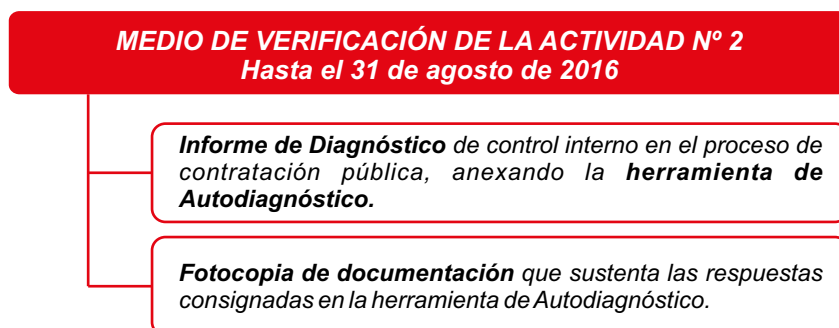 MEDIO DE VERIFICACIÓN DE LA ACTIVIDAD Nº 2
Hasta el 31 de agosto de 2016
Informe de Diagnóstico de control interno en el proceso de
contratación pública, anexando la herramienta de
Autodiagnóstico.
Fotocopia de documentación que sustenta las respuestas
consignadas en la herramienta de Autodiagnóstico.